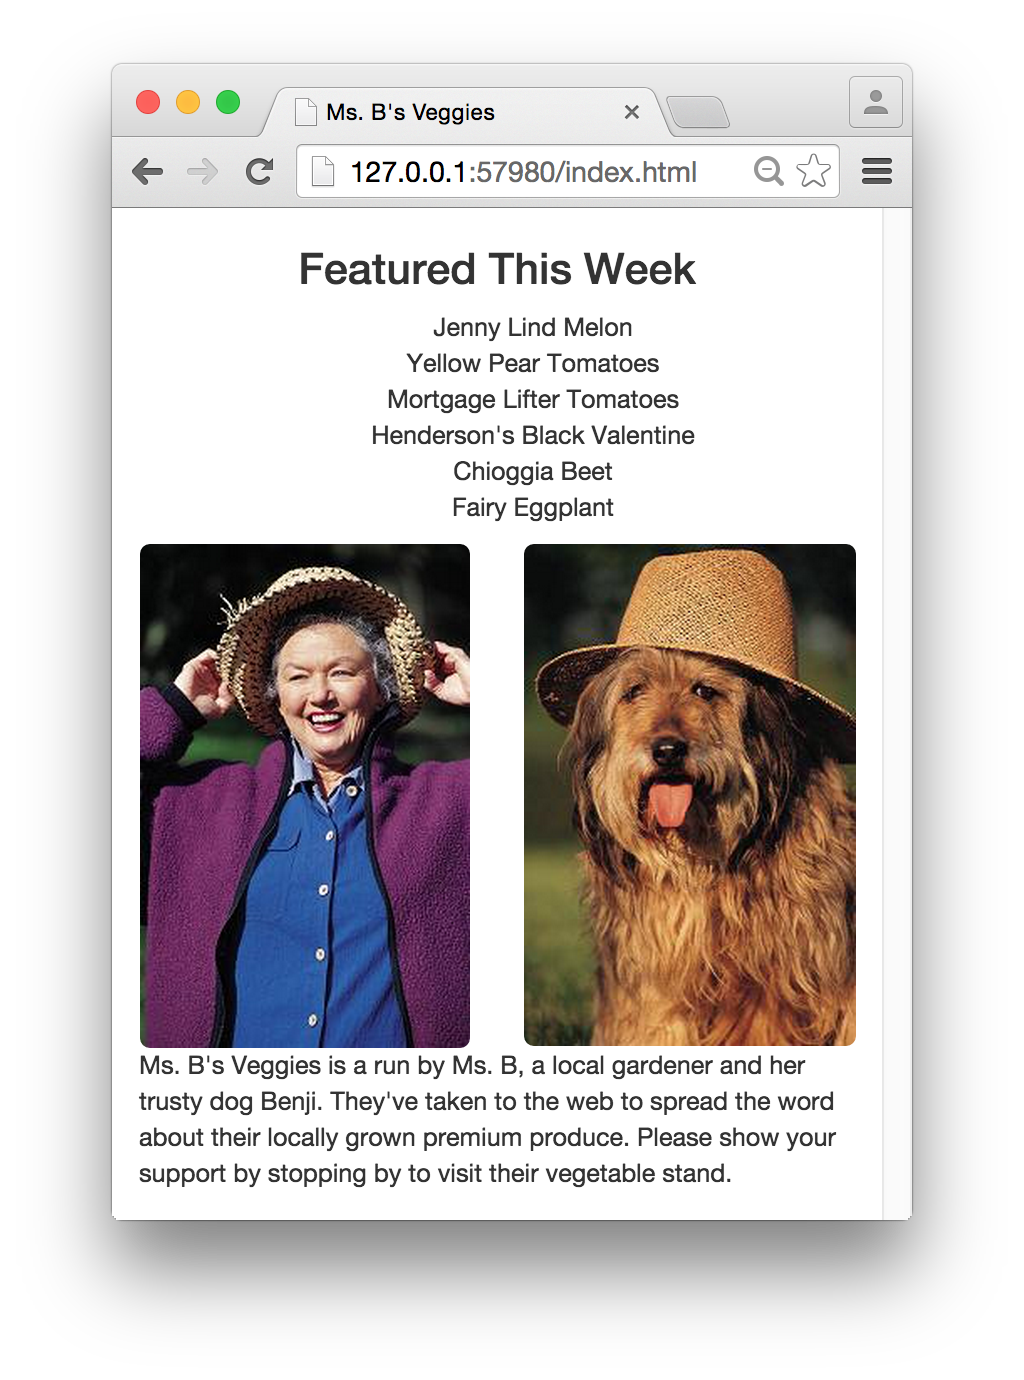 Ms. B's Veggies
127.0.0.1:57980/index.html
Featured This Week
Jenny Lind Melon
Yellow Pear Tomatoes
Mortgage Lifter Tomatoes
Henderson's Black Valentine
Chioggia Beet
Fairy Eggplant
Ms. B's Veggies is a run by Ms. B, a local gardener and her
trusty dog Benji. They've taken to the web to spread the word
about their locally grown premium produce. Please show your
support by stopping by to visit their vegetable stand.